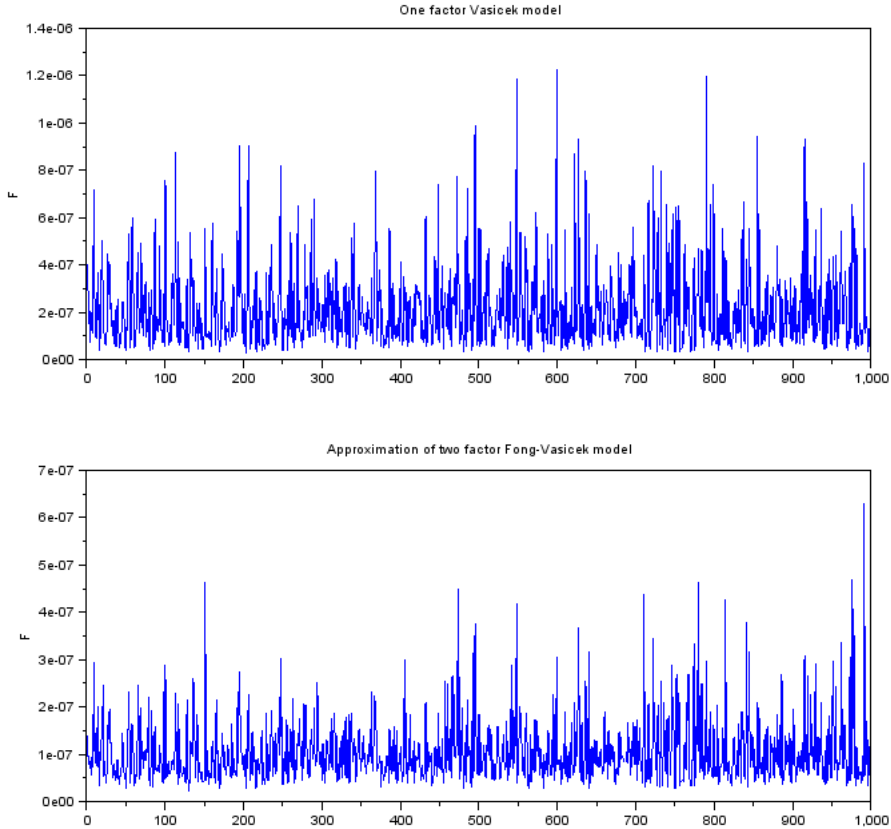 One factor Vasicek model
1.4e-06
1.2e-06
1e-06
8e-07
F
6e-07
4e-07
2e-07
0e00
0 100 200 300 400 500 600 700 800 900 1,000
Approximation of two factor Fong-Vasicek model
7e-07
6e-07
5e-07
4e-07
F
3e-07
2e-07
1e-07
0e00
0 100 200 300 400 500 600 700 800 900 1,000